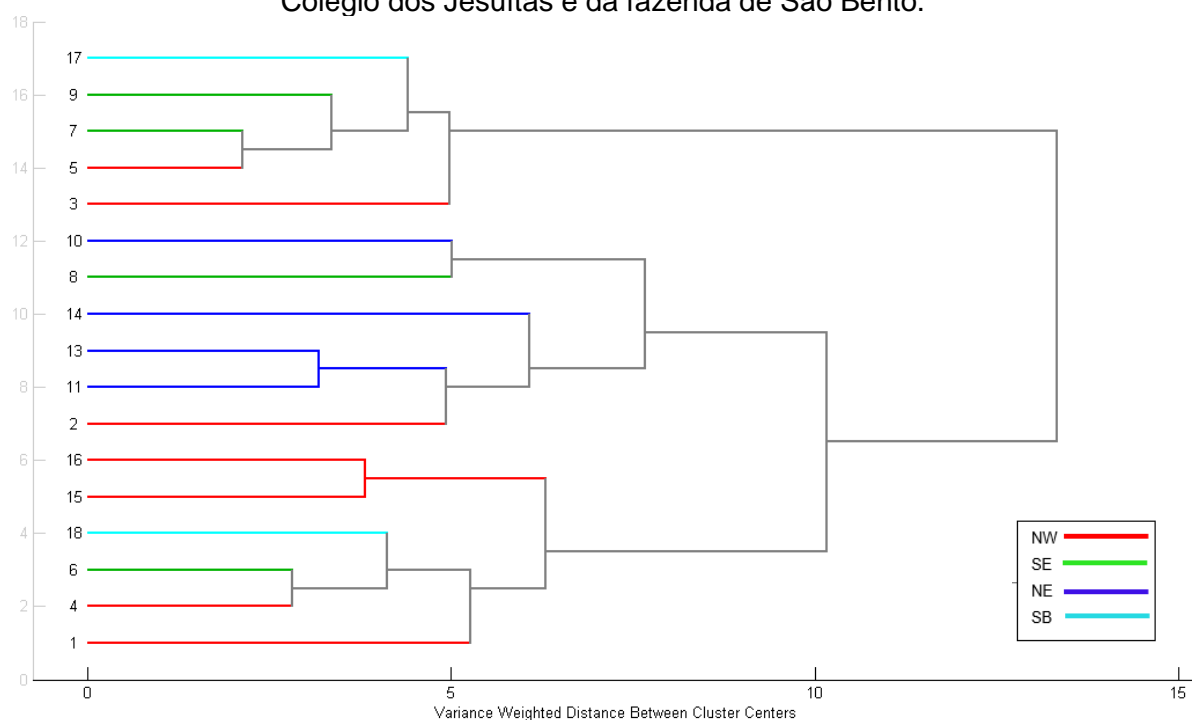 Colégio dos Jesuítas e da fazenda de São Bento.
18
17
16 9
7
14 5
3
12 10
8
10 14
13
8 11
2
6 16
15
4 18
6
2 4
1
0
NW
SE
NE
SB
0 5 10 15
Variance Weighted Distance Between Cluster Centers